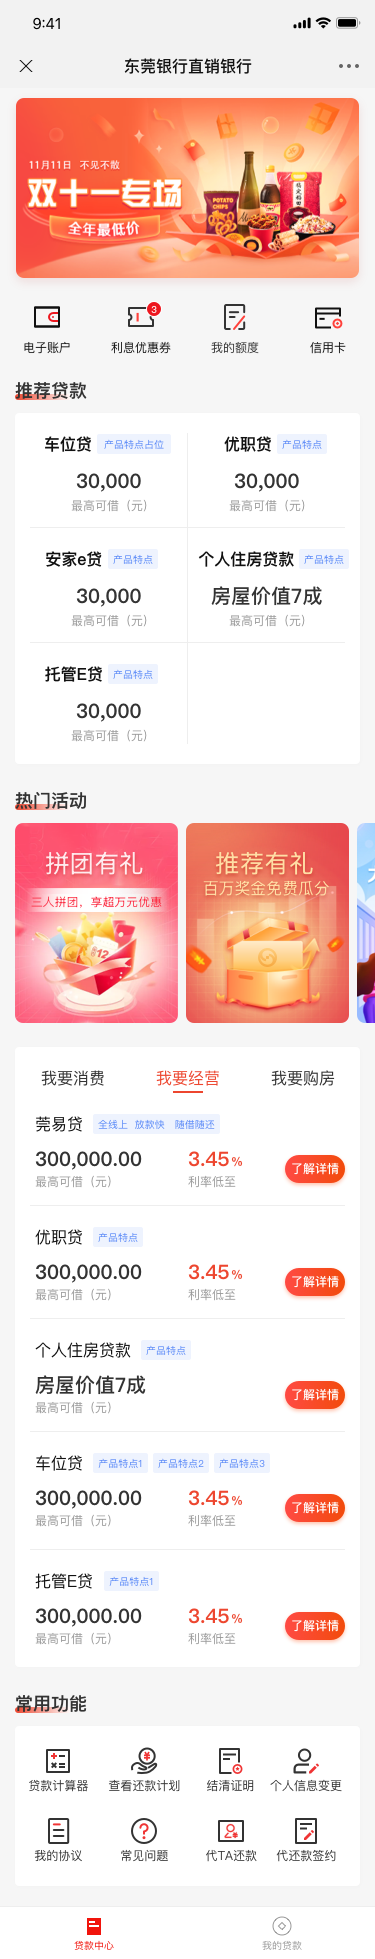 9:41
东莞银行直销银行
11月11日 不见不散
双十一专场
全年最低价
POTATO CHIPS
电子账户
利息优惠券
3
我的额度
信用卡
推荐贷款
车位贷 产品特点占位
30,000
最高可借（元）
优职贷 产品特点
30,000
最高可借（元）
安家e贷 产品特点
30,000
最高可借（元）
个人住房贷款 产品特点
房屋价值7成
最高可借（元）
托管E贷 产品特点
30,000
最高可借（元）
热门活动
拼团有礼
三人拼团，享超万元优惠
12
推荐有礼
百万奖金免费瓜分
我要消费 我要经营 我要购房
莞易贷 全线上 放款快 随借随还
300,000.00 3.45%
最高可借（元） 利率低至
了解详情
优职贷 产品特点
300,000.00 3.45%
最高可借（元） 利率低至
了解详情
个人住房贷款 产品特点
房屋价值7成
最高可借（元）
了解详情
车位贷 产品特点1 产品特点2 产品特点3
300,000.00 3.45%
最高可借（元） 利率低至
了解详情
托管E贷 产品特点1
300,000.00 3.45%
最高可借（元） 利率低至
了解详情
常用功能
贷款计算器 查看还款计划 结清证明 个人信息变更
我的协议 常见问题 代TA还款 代还款签约
贷款中心 我的贷款